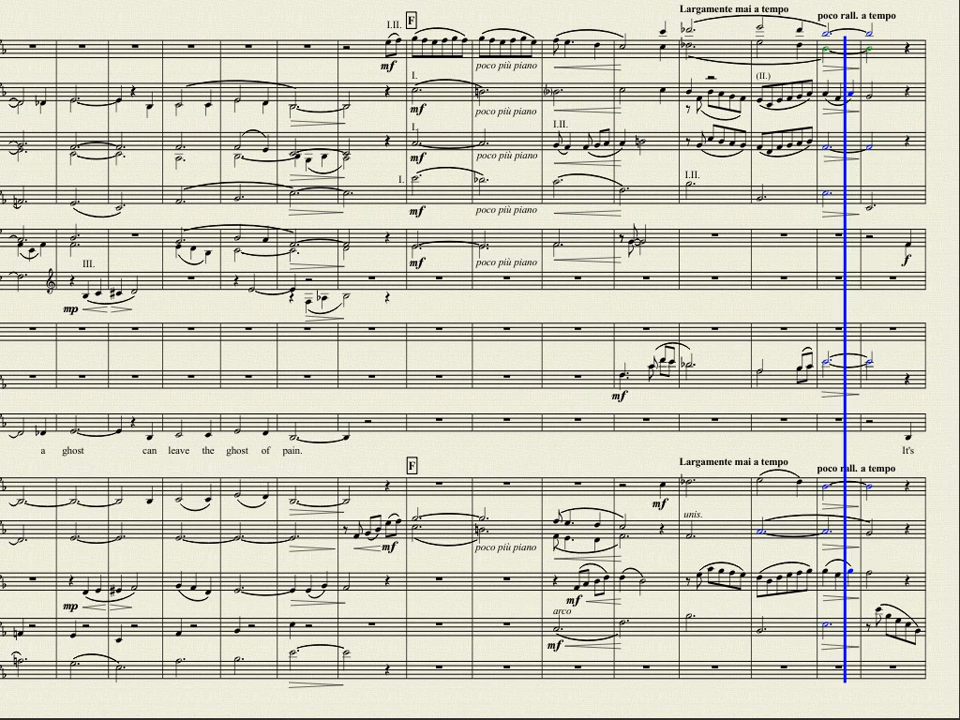 Largamente mai a tempo
poco rall. a tempo
I.II. F
mf poco più piano
I. (II.)
mf poco più piano
I. I.II.
mf poco più piano
I. I.II.
mf poco più piano
mf poco più piano f
III.
mp
mf
a ghost can leave the ghost of pain. It's
F Largamente mai a tempo poco rall. a tempo
mf
unis.
mf poco più piano
mp mf
arco
mf